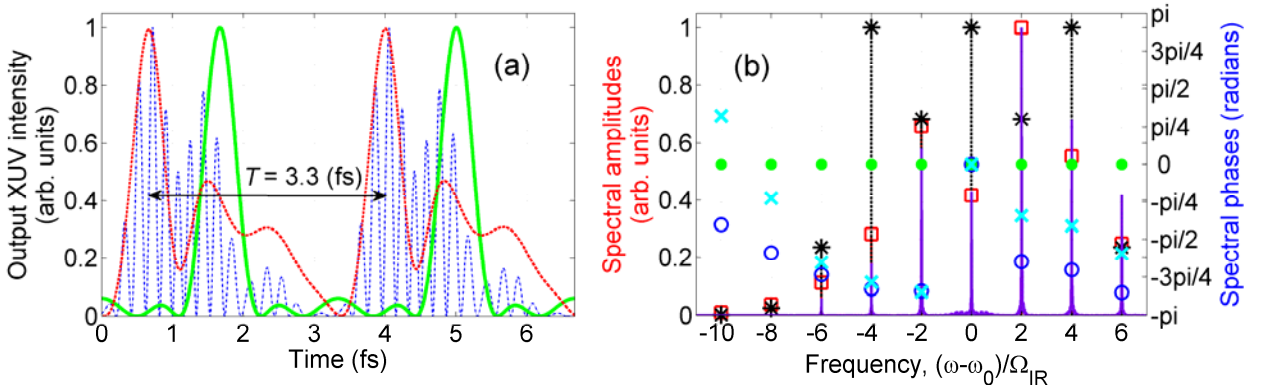 Output XUV intensity
(arb. units)
1
0.8
0.6
0.4
0.2
0
(a)
T = 3.3 (fs)
0 1 2 3 4 5 6
Time (fs)
Spectral amplitudes
(arb. units)
1
0.8
0.6
0.4
0.2
0
(b)
-10 -8 -6 -4 -2 0 2 4 6
Frequency, (ω-ω0)/ΩIR
pi
3pi/4
pi/2
pi/4
0
-pi/4
-pi/2
-3pi/4
-pi
Spectral phases (radians)